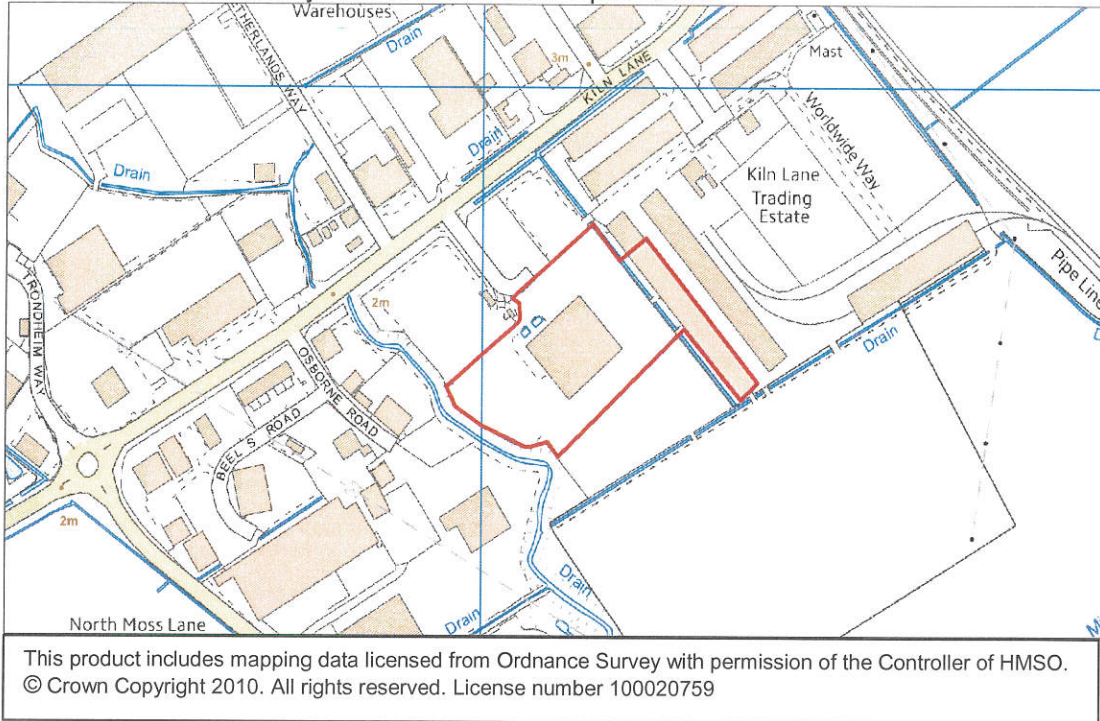 Warehouses
Drain
ETHERLANDS WAY
3m
KILN LANE
Mast
Worldwide Way
Drain
Drain
Kiln Lane
Trading
Estate
TRONDHEIM WAY
2m
Pipe Line
Drain
OSBORNE ROAD
BEEL S ROAD
2m
Drain
Drain
North Moss Lane
This product includes mapping data licensed from Ordnance Survey with permission of the Controller of HMSO.
© Crown Copyright 2010. All rights reserved. License number 100020759